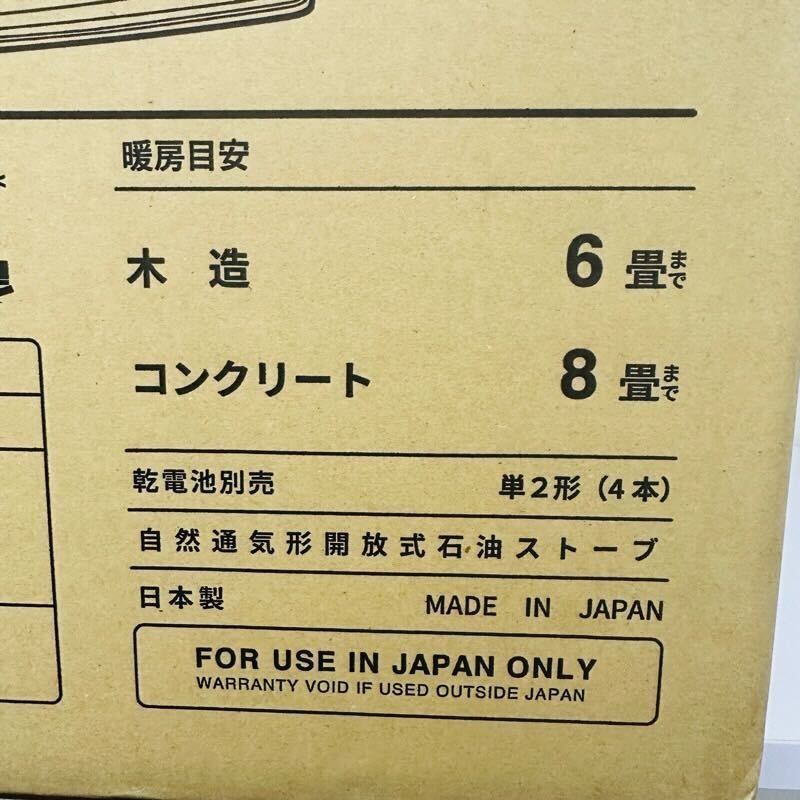 暖房目安
木造 6畳まで
コンクリート 8畳まで
乾電池別売 単2形(4本)
自然通気形開放式石油ストーブ
日本製 MADE IN JAPAN
FOR USE IN JAPAN ONLY
WARRANTY VOID IF USED OUTSIDE JAPAN